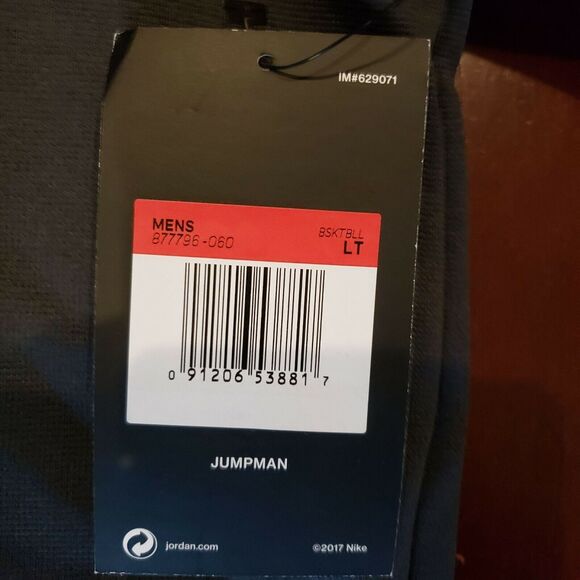 IM#629071
MENS BSKTBLL
877796-060 LT
0 91206 53881 7
JUMPMAN
jordan.com ©2017 Nike